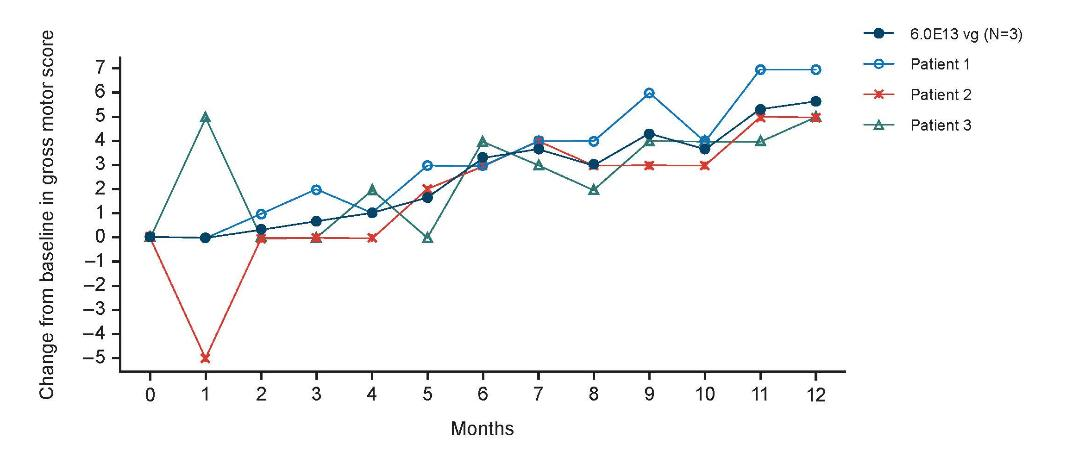 Change from baseline in gross motor score
7
6
5
4
3
2
1
0
–1
–2
–3
–4
–5
0 1 2 3 4 5 6 7 8 9 10 11 12
Months
6.0E13 vg (N=3)
Patient 1
Patient 2
Patient 3